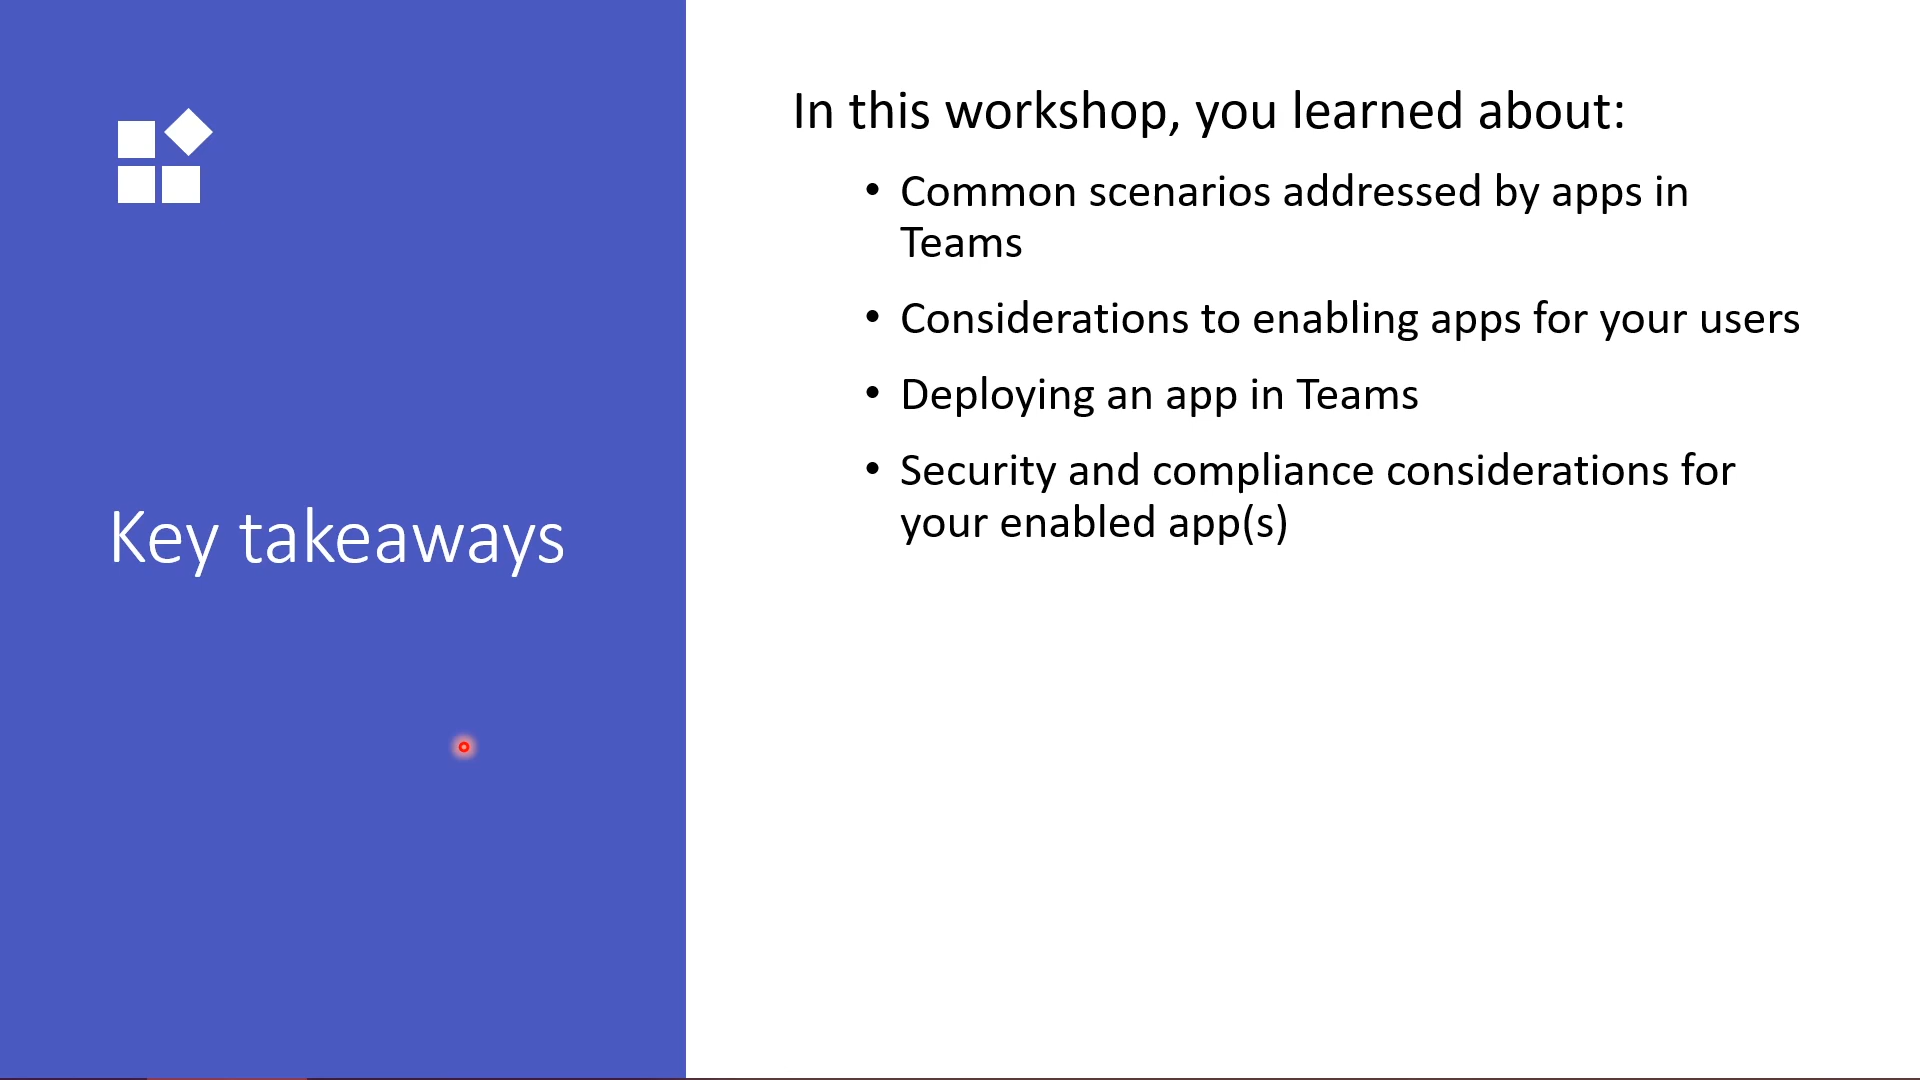 Key takeaways
In this workshop, you learned about:
• Common scenarios addressed by apps in
Teams
• Considerations to enabling apps for your users
• Deploying an app in Teams
• Security and compliance considerations for
your enabled app(s)